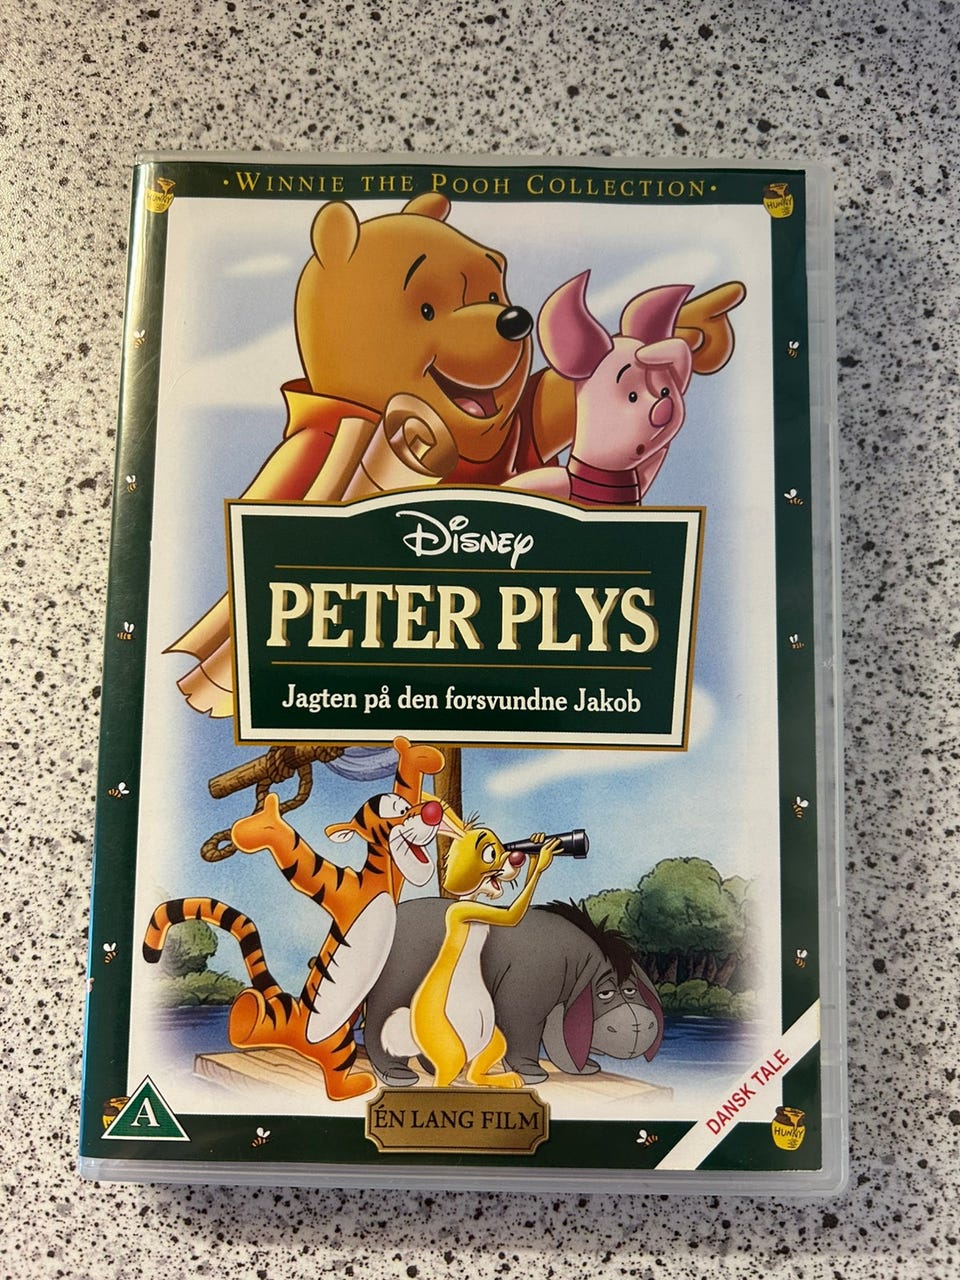 ·WINNIE THE POOH COLLECTION·
HUNNY
HUNNY
DISNEY
PETER PLYS
Jagten på den forsvundne Jakob
A
ÉN LANG FILM
DANSK TALE
HUNNY